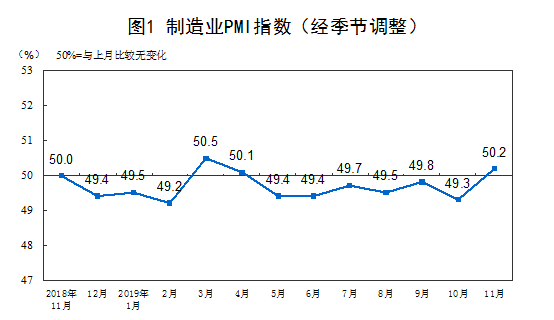 图1 制造业PMI指数（经季节调整）
（%） 50%=与上月比较无变化
53
52
51
50
49
48
47
50.0
49.4
49.5
49.2
50.5
50.1
49.4
49.4
49.7
49.5
49.8
49.3
50.2
2018年
11月
12月
2019年
1月
2月
3月
4月
5月
6月
7月
8月
9月
10月
11月